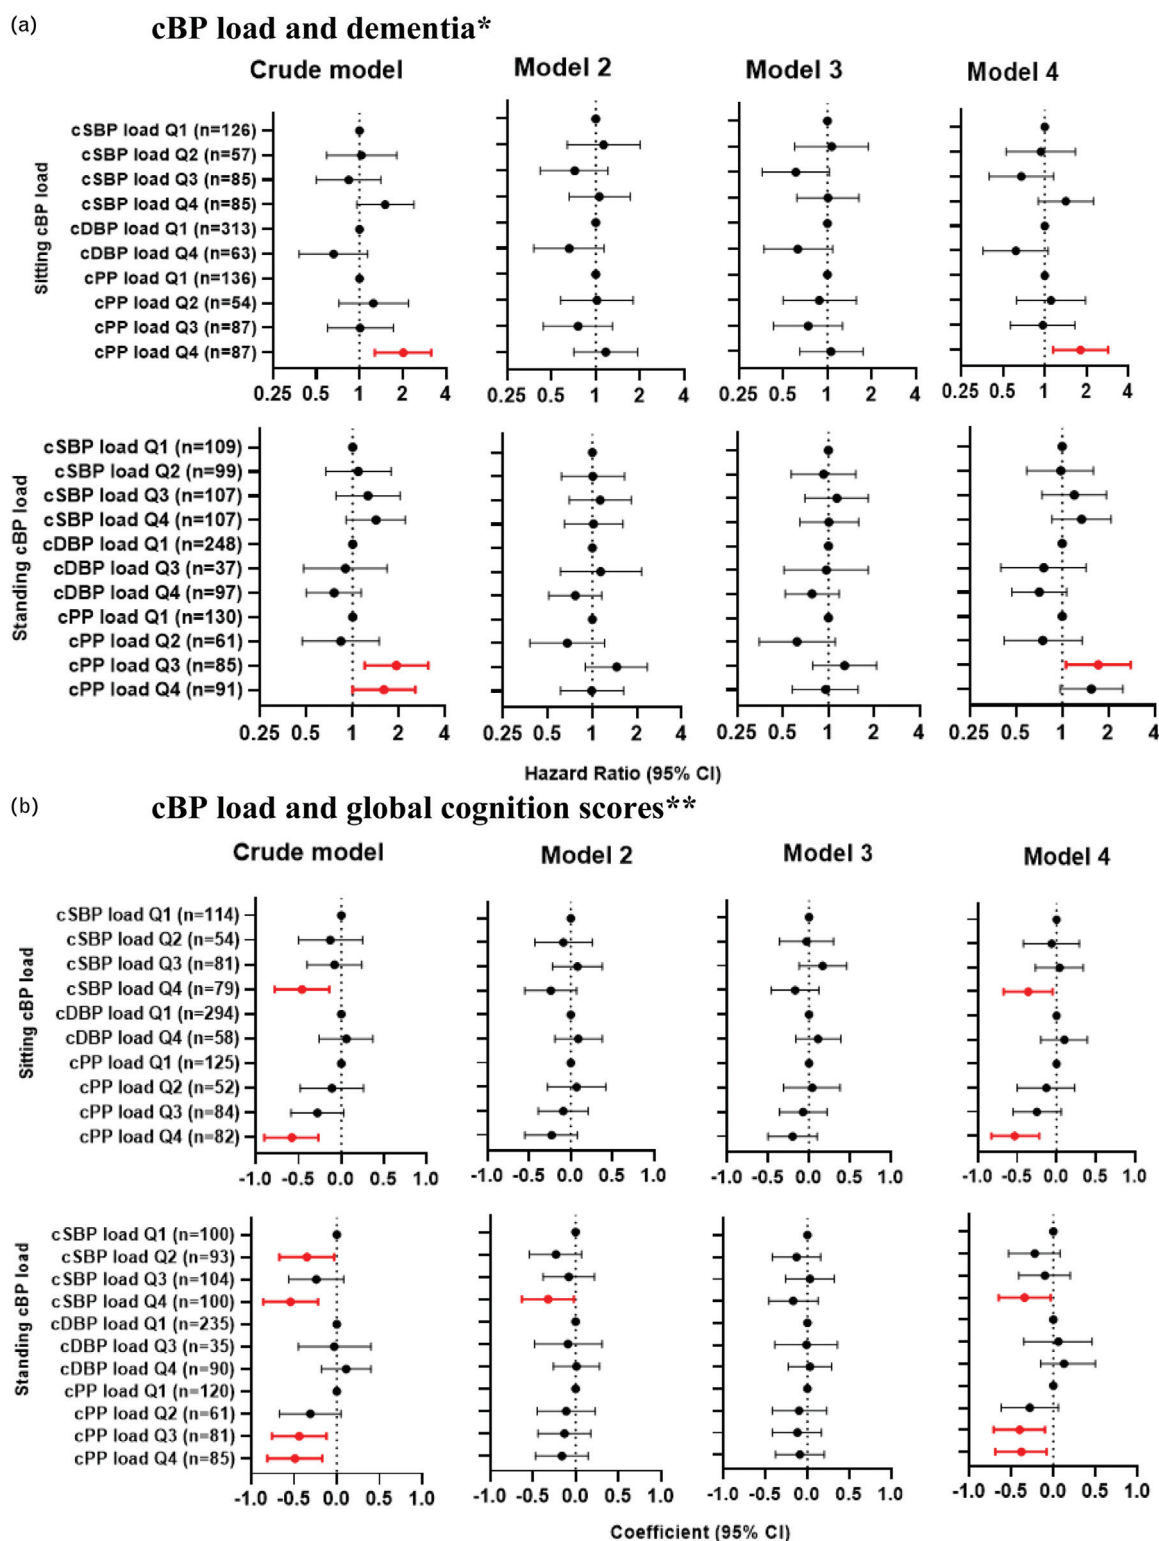 (a) cBP load and dementia*
Crude model Model 2 Model 3 Model 4
Sitting cBP load
cSBP load Q1 (n=126)
cSBP load Q2 (n=57)
cSBP load Q3 (n=85)
cSBP load Q4 (n=85)
cDBP load Q1 (n=313)
cDBP load Q4 (n=63)
cPP load Q1 (n=136)
cPP load Q2 (n=54)
cPP load Q3 (n=87)
cPP load Q4 (n=87)
0.25 0.5 1 2 4 0.25 0.5 1 2 4 0.25 0.5 1 2 4 0.25 0.5 1 2 4
Standing cBP load
cSBP load Q1 (n=109)
cSBP load Q2 (n=99)
cSBP load Q3 (n=107)
cSBP load Q4 (n=107)
cDBP load Q1 (n=248)
cDBP load Q3 (n=37)
cDBP load Q4 (n=97)
cPP load Q1 (n=130)
cPP load Q2 (n=61)
cPP load Q3 (n=85)
cPP load Q4 (n=91)
0.25 0.5 1 2 4 0.25 0.5 1 2 4 0.25 0.5 1 2 4 0.25 0.5 1 2 4
Hazard Ratio (95% CI)
(b) cBP load and global cognition scores**
Crude model Model 2 Model 3 Model 4
Sitting cBP load
cSBP load Q1 (n=114)
cSBP load Q2 (n=54)
cSBP load Q3 (n=81)
cSBP load Q4 (n=79)
cDBP load Q1 (n=294)
cDBP load Q4 (n=58)
cPP load Q1 (n=125)
cPP load Q2 (n=52)
cPP load Q3 (n=84)
cPP load Q4 (n=82)
-1.0 -0.5 0.0 0.5 1.0 -1.0 -0.5 0.0 0.5 1.0 -1.0 -0.5 0.0 0.5 1.0 -1.0 -0.5 0.0 0.5 1.0
Standing cBP load
cSBP load Q1 (n=100)
cSBP load Q2 (n=93)
cSBP load Q3 (n=104)
cSBP load Q4 (n=100)
cDBP load Q1 (n=235)
cDBP load Q3 (n=35)
cDBP load Q4 (n=90)
cPP load Q1 (n=120)
cPP load Q2 (n=61)
cPP load Q3 (n=81)
cPP load Q4 (n=85)
-1.0 -0.5 0.0 0.5 1.0 -1.0 -0.5 0.0 0.5 1.0 -1.0 -0.5 0.0 0.5 1.0 -1.0 -0.5 0.0 0.5 1.0
Coefficient (95% CI)